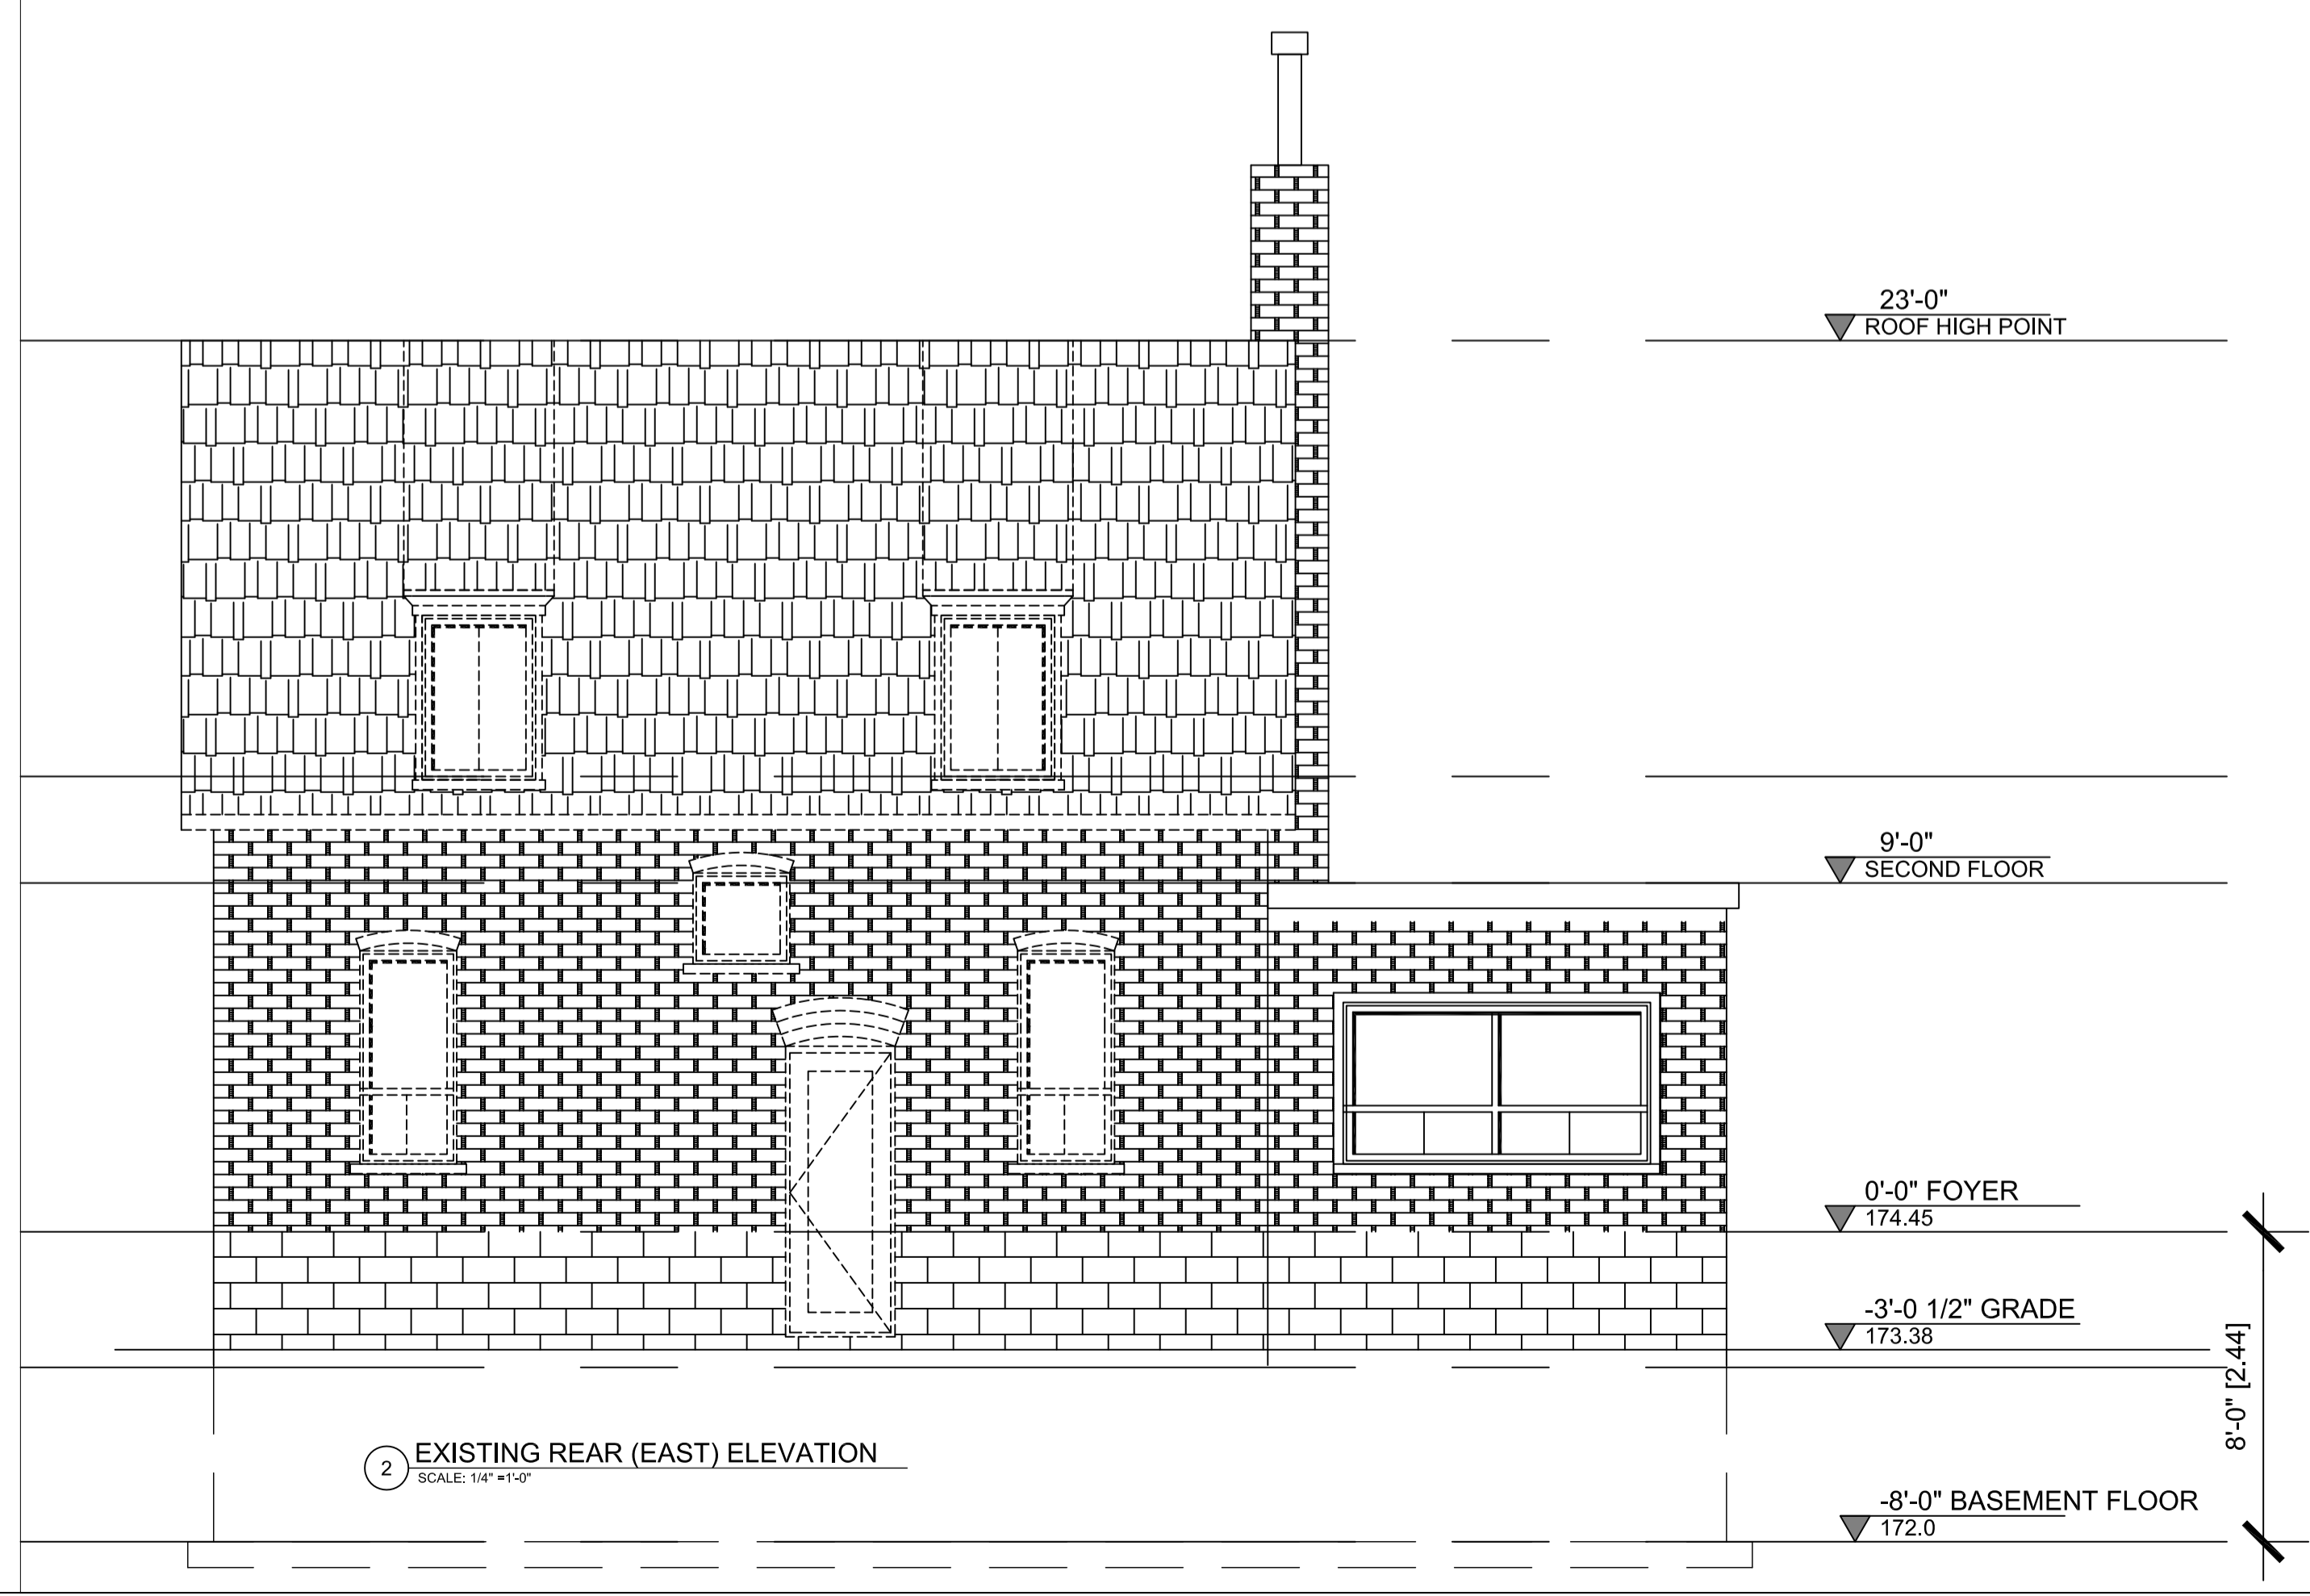 23'-0"
ROOF HIGH POINT
9'-0"
SECOND FLOOR
0'-0" FOYER
174.45
-3'-0 1/2" GRADE
173.38
8'-0" [2.44]
2
EXISTING REAR (EAST) ELEVATION
SCALE: 1/4" =1'-0"
-8'-0" BASEMENT FLOOR
172.0